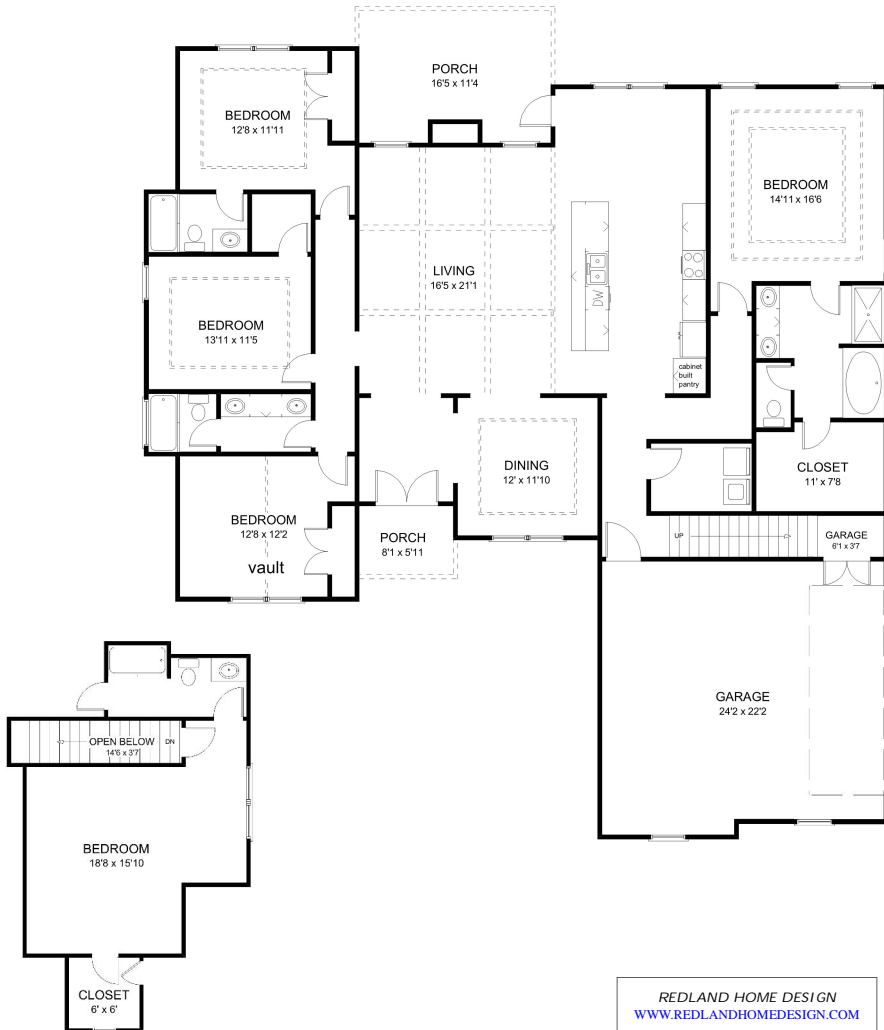 PORCH
16'5 x 11'4
BEDROOM
12'8 x 11'11
BEDROOM
14'11 x 16'6
LIVING
16'5 x 21'1
DW
BEDROOM
13'11 x 11'5
cabinet
built
pantry
DINING
12' x 11'10
CLOSET
11' x 7'8
BEDROOM
12'8 x 12'2
vault
PORCH
8'1 x 5'11
UP
GARAGE
6'1 x 3'7
GARAGE
24'2 x 22'2
OPEN BELOW
14'6 x 3'7
DN
BEDROOM
18'8 x 15'10
CLOSET
6' x 6'
REDLAND HOME DESIGN
WWW.REDLANDHOMEDESIGN.COM